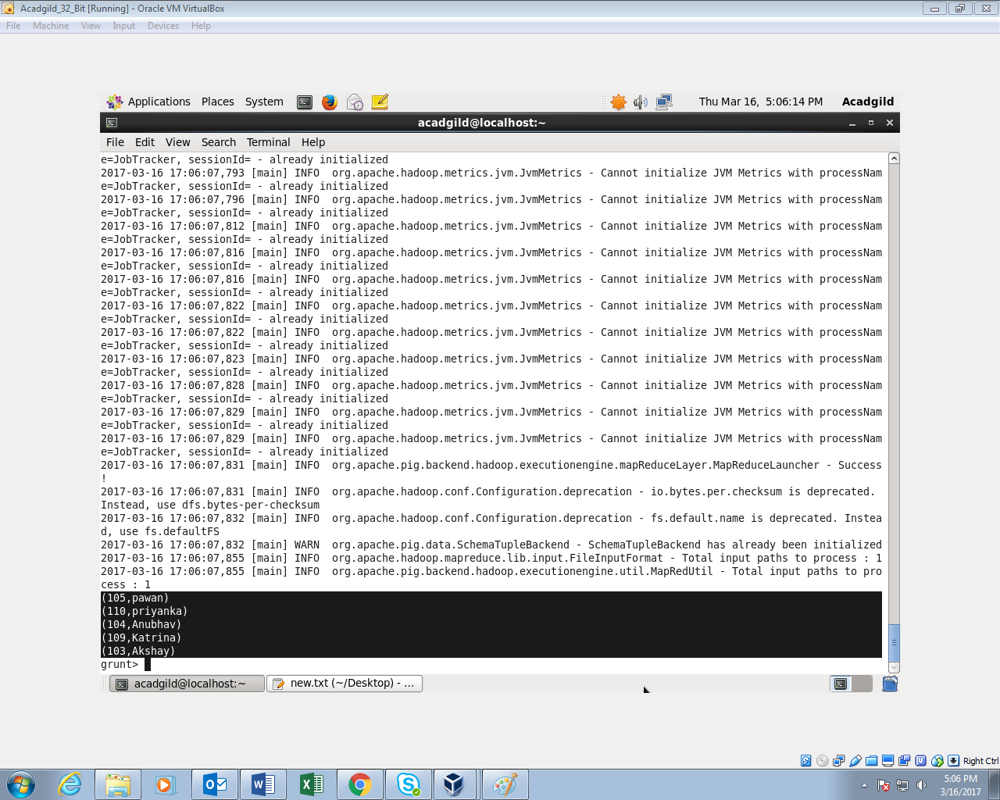 Acadgild_32_Bit [Running] - Oracle VM VirtualBox
File Machine View Input Devices Help
Applications Places System Thu Mar 16, 5:06:14 PM Acadgild
acadgild@localhost:~
File Edit View Search Terminal Help
e=JobTracker, sessionId= - already initialized
2017-03-16 17:06:07,793 [main] INFO  org.apache.hadoop.metrics.jvm.JvmMetrics - Cannot initialize JVM Metrics with processNam
e=JobTracker, sessionId= - already initialized
2017-03-16 17:06:07,796 [main] INFO  org.apache.hadoop.metrics.jvm.JvmMetrics - Cannot initialize JVM Metrics with processNam
e=JobTracker, sessionId= - already initialized
2017-03-16 17:06:07,812 [main] INFO  org.apache.hadoop.metrics.jvm.JvmMetrics - Cannot initialize JVM Metrics with processNam
e=JobTracker, sessionId= - already initialized
2017-03-16 17:06:07,816 [main] INFO  org.apache.hadoop.metrics.jvm.JvmMetrics - Cannot initialize JVM Metrics with processNam
e=JobTracker, sessionId= - already initialized
2017-03-16 17:06:07,816 [main] INFO  org.apache.hadoop.metrics.jvm.JvmMetrics - Cannot initialize JVM Metrics with processNam
e=JobTracker, sessionId= - already initialized
2017-03-16 17:06:07,822 [main] INFO  org.apache.hadoop.metrics.jvm.JvmMetrics - Cannot initialize JVM Metrics with processNam
e=JobTracker, sessionId= - already initialized
2017-03-16 17:06:07,822 [main] INFO  org.apache.hadoop.metrics.jvm.JvmMetrics - Cannot initialize JVM Metrics with processNam
e=JobTracker, sessionId= - already initialized
2017-03-16 17:06:07,823 [main] INFO  org.apache.hadoop.metrics.jvm.JvmMetrics - Cannot initialize JVM Metrics with processNam
e=JobTracker, sessionId= - already initialized
2017-03-16 17:06:07,828 [main] INFO  org.apache.hadoop.metrics.jvm.JvmMetrics - Cannot initialize JVM Metrics with processNam
e=JobTracker, sessionId= - already initialized
2017-03-16 17:06:07,829 [main] INFO  org.apache.hadoop.metrics.jvm.JvmMetrics - Cannot initialize JVM Metrics with processNam
e=JobTracker, sessionId= - already initialized
2017-03-16 17:06:07,829 [main] INFO  org.apache.hadoop.metrics.jvm.JvmMetrics - Cannot initialize JVM Metrics with processNam
e=JobTracker, sessionId= - already initialized
2017-03-16 17:06:07,831 [main] INFO  org.apache.pig.backend.hadoop.executionengine.mapReduceLayer.MapReduceLauncher - Success
!
2017-03-16 17:06:07,831 [main] INFO  org.apache.hadoop.conf.Configuration.deprecation - io.bytes.per.checksum is deprecated.
Instead, use dfs.bytes-per-checksum
2017-03-16 17:06:07,832 [main] INFO  org.apache.hadoop.conf.Configuration.deprecation - fs.default.name is deprecated. Instea
d, use fs.defaultFS
2017-03-16 17:06:07,832 [main] WARN  org.apache.pig.data.SchemaTupleBackend - SchemaTupleBackend has already been initialized
2017-03-16 17:06:07,855 [main] INFO  org.apache.hadoop.mapreduce.lib.input.FileInputFormat - Total input paths to process : 1
2017-03-16 17:06:07,855 [main] INFO  org.apache.pig.backend.hadoop.executionengine.util.MapRedUtil - Total input paths to pro
cess : 1
(105,pawan)
(110,priyanka)
(104,Anubhav)
(109,Katrina)
(103,Akshay)
grunt>
acadgild@localhost:~ new.txt (~/Desktop) - ...
Right Ctrl
5:06 PM
3/16/2017